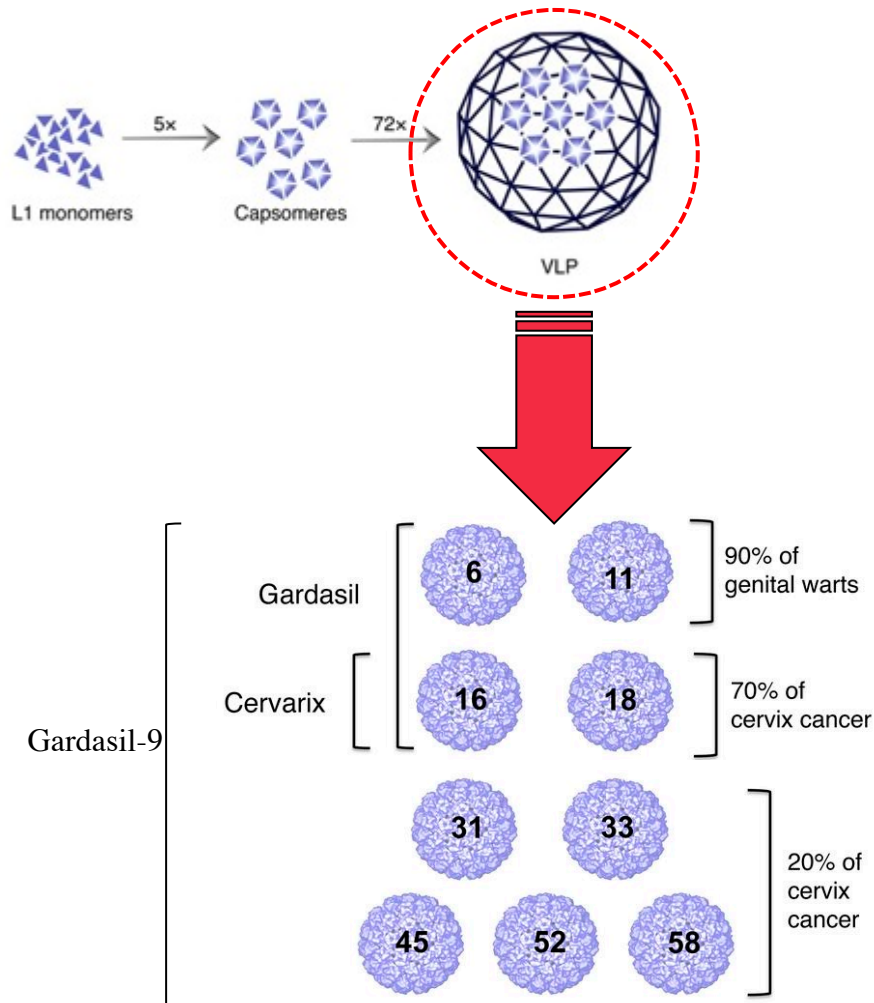 5×
72×
L1 monomers
Capsomeres
VLP
6
11
90% of
genital warts
Gardasil
16
18
70% of
cervix cancer
Cervarix
Gardasil-9
31
33
20% of
cervix
cancer
45
52
58